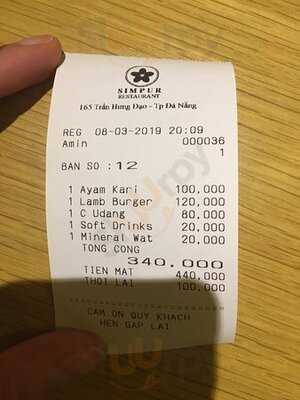 SIMPUR
RESTAURANT
165 Trần Hưng Đạo - Tp Đà Nẵng
REG 08-03-2019 20:09
Amin 000036
1
BAN SO : 12
1 Ayam Kari 100,000
1 Lamb Burger 120,000
1 C Udang 80,000
1 Soft Drinks 20,000
1 Mineral Wat 20,000
TONG CONG
340.000
TIEN MAT 440,000
THOI LAI 100,000
CAM ON QUY KHACH
HEN GAP LAI